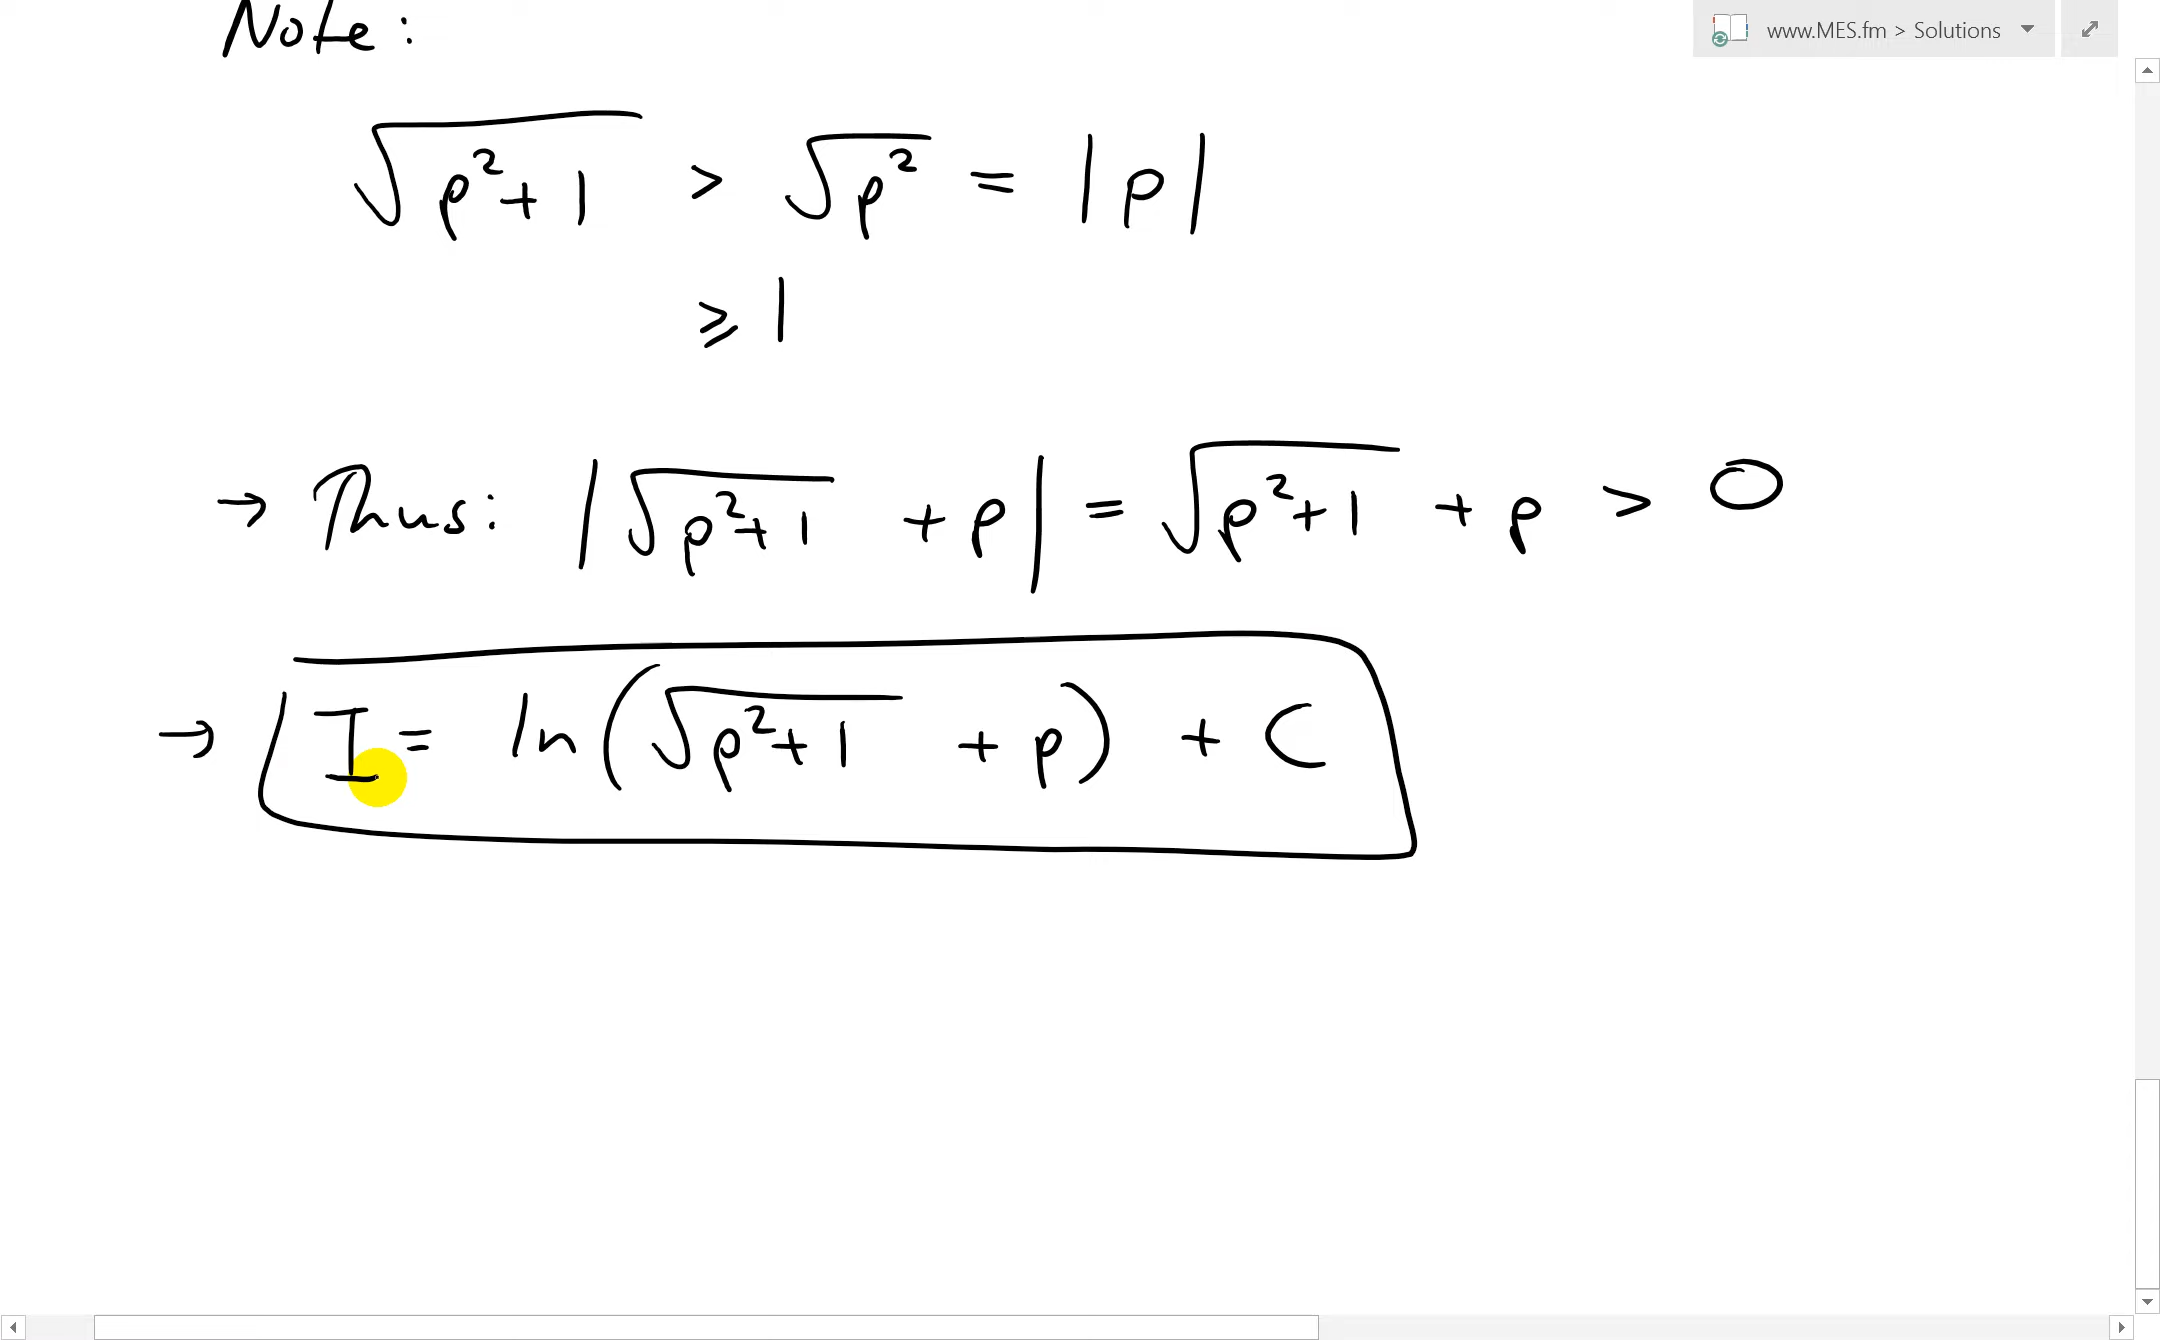 Note:
www.MES.fm > Solutions
√(p²+1) > √(p²) = |p|
⩾ 1
→ Thus: |√(p²+1) + p| = √(p²+1) + p > 0
→ I = ln(√(p²+1) + p) + C